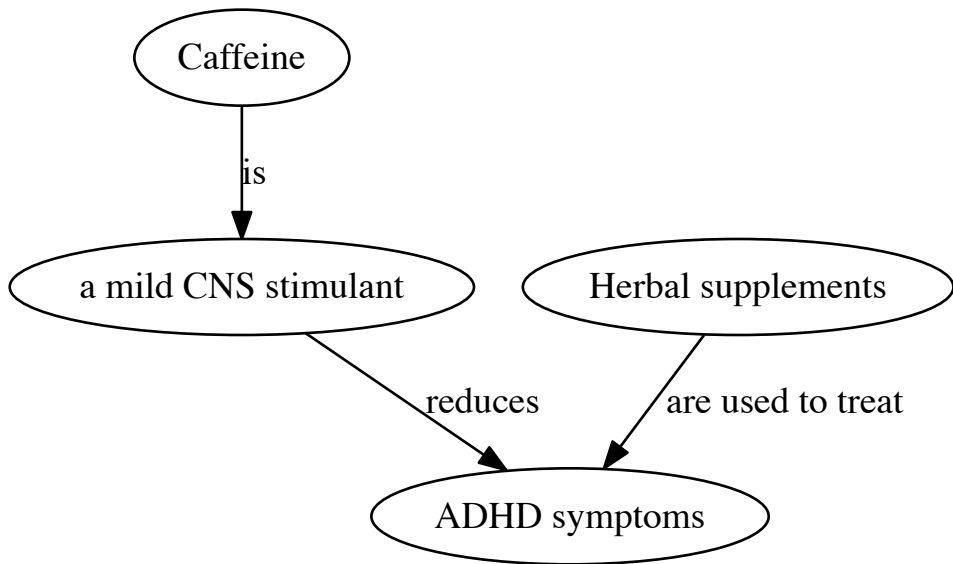 Caffeine
is
a mild CNS stimulant
Herbal supplements
reduces
are used to treat
ADHD symptoms